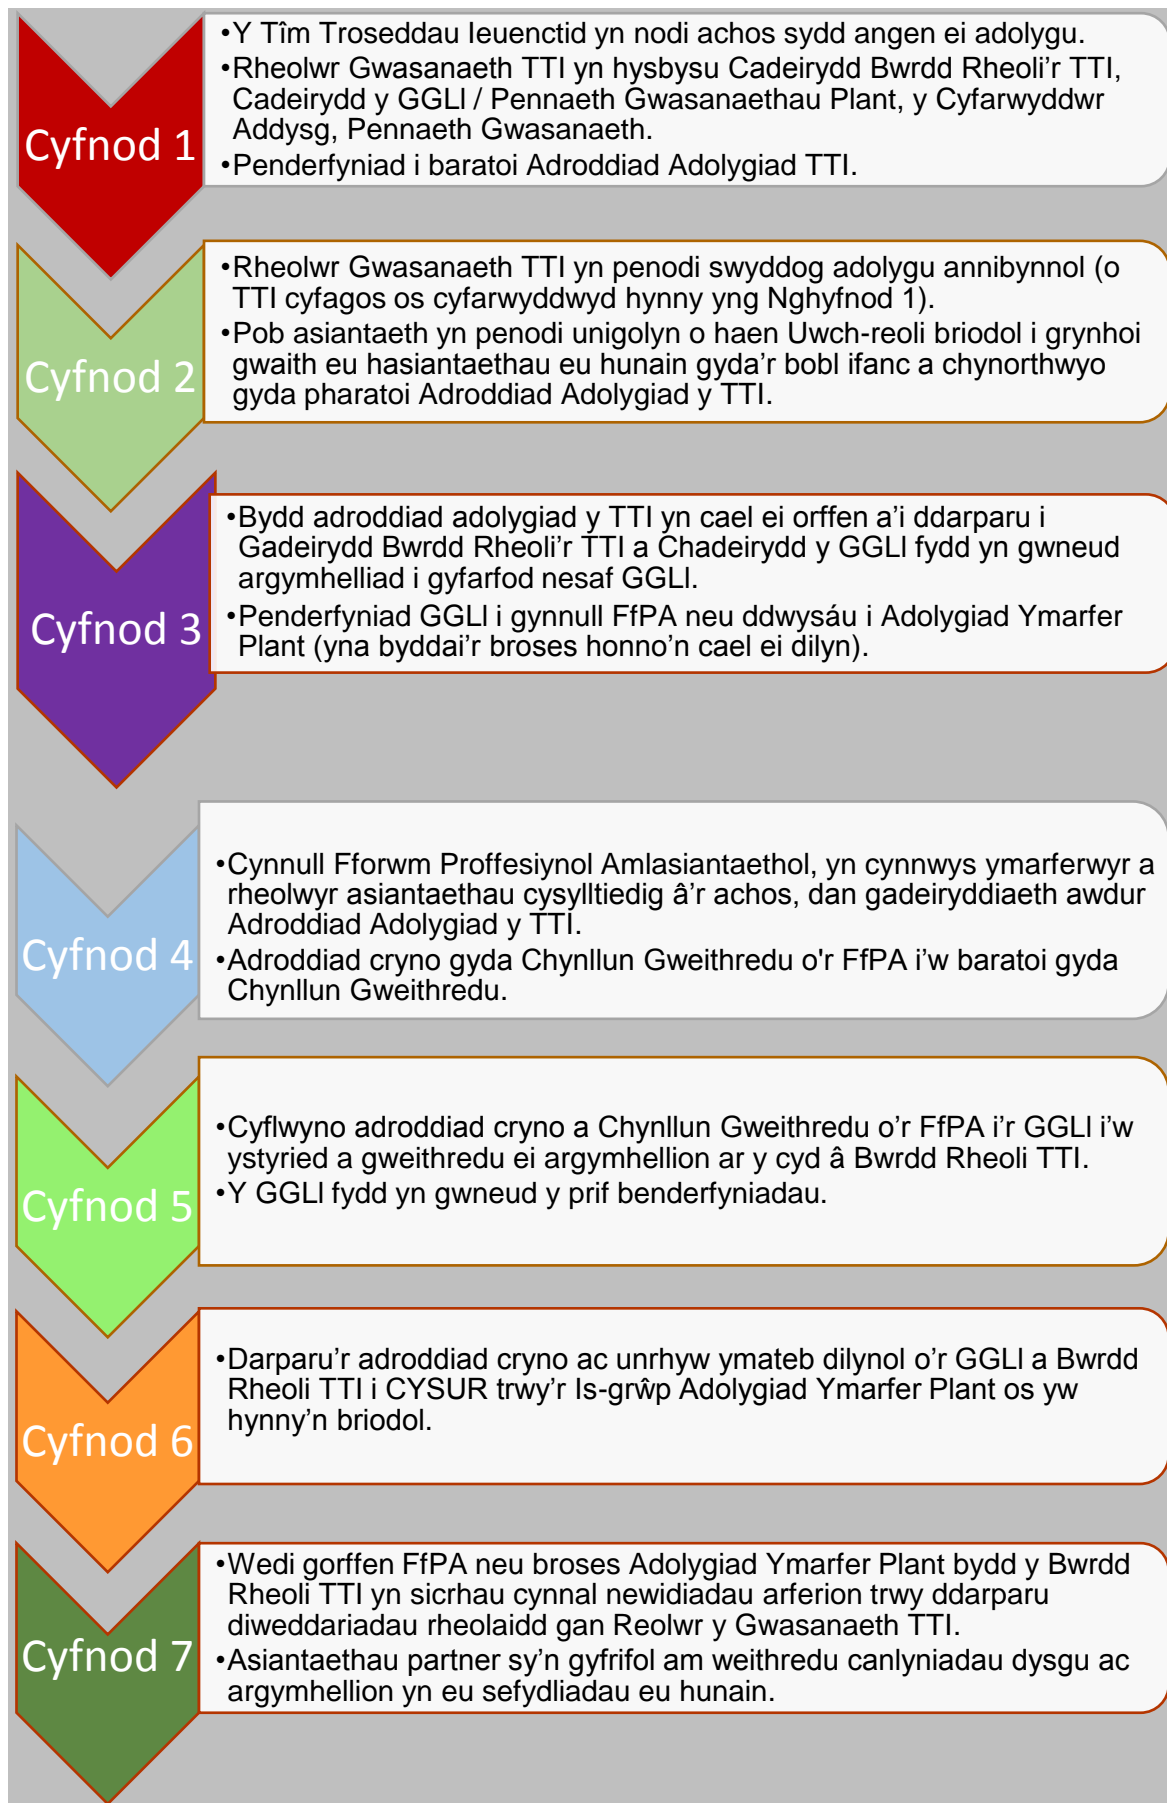 Cyfnod 1
•Y Tîm Troseddau Ieuenctid yn nodi achos sydd angen ei adolygu.
•Rheolwr Gwasanaeth TTI yn hysbysu Cadeirydd Bwrdd Rheoli’r TTI,
Cadeirydd y GGLl / Pennaeth Gwasanaethau Plant, y Cyfarwyddwr
Addysg, Pennaeth Gwasanaeth.
•Penderfyniad i baratoi Adroddiad Adolygiad TTI.
Cyfnod 2
•Rheolwr Gwasanaeth TTI yn penodi swyddog adolygu annibynnol (o
TTI cyfagos os cyfarwyddwyd hynny yng Nghyfnod 1).
•Pob asiantaeth yn penodi unigolyn o haen Uwch-reoli briodol i grynhoi
gwaith eu hasiantaethau eu hunain gyda’r bobl ifanc a chynorthwyo
gyda pharatoi Adroddiad Adolygiad y TTI.
Cyfnod 3
•Bydd adroddiad adolygiad y TTI yn cael ei orffen a’i ddarparu i
Gadeirydd Bwrdd Rheoli’r TTI a Chadeirydd y GGLl fydd yn gwneud
argymhelliad i gyfarfod nesaf GGLl.
•Penderfyniad GGLl i gynnull FfPA neu ddwysáu i Adolygiad Ymarfer
Plant (yna byddai’r broses honno’n cael ei dilyn).
Cyfnod 4
•Cynnull Fforwm Proffesiynol Amlasiantaethol, yn cynnwys ymarferwyr a
rheolwyr asiantaethau cysylltiedig â’r achos, dan gadeiryddiaeth awdur
Adroddiad Adolygiad y TTI.
•Adroddiad cryno gyda Chynllun Gweithredu o'r FfPA i’w baratoi gyda
Chynllun Gweithredu.
Cyfnod 5
•Cyflwyno adroddiad cryno a Chynllun Gweithredu o’r FfPA i’r GGLl i’w
ystyried a gweithredu ei argymhellion ar y cyd â Bwrdd Rheoli TTI.
•Y GGLl fydd yn gwneud y prif benderfyniadau.
Cyfnod 6
•Darparu’r adroddiad cryno ac unrhyw ymateb dilynol o’r GGLl a Bwrdd
Rheoli TTI i CYSUR trwy’r Is-grŵp Adolygiad Ymarfer Plant os yw
hynny’n briodol.
Cyfnod 7
•Wedi gorffen FfPA neu broses Adolygiad Ymarfer Plant bydd y Bwrdd
Rheoli TTI yn sicrhau cynnal newidiadau arferion trwy ddarparu
diweddariadau rheolaidd gan Reolwr y Gwasanaeth TTI.
•Asiantaethau partner sy’n gyfrifol am weithredu canlyniadau dysgu ac
argymhellion yn eu sefydliadau eu hunain.